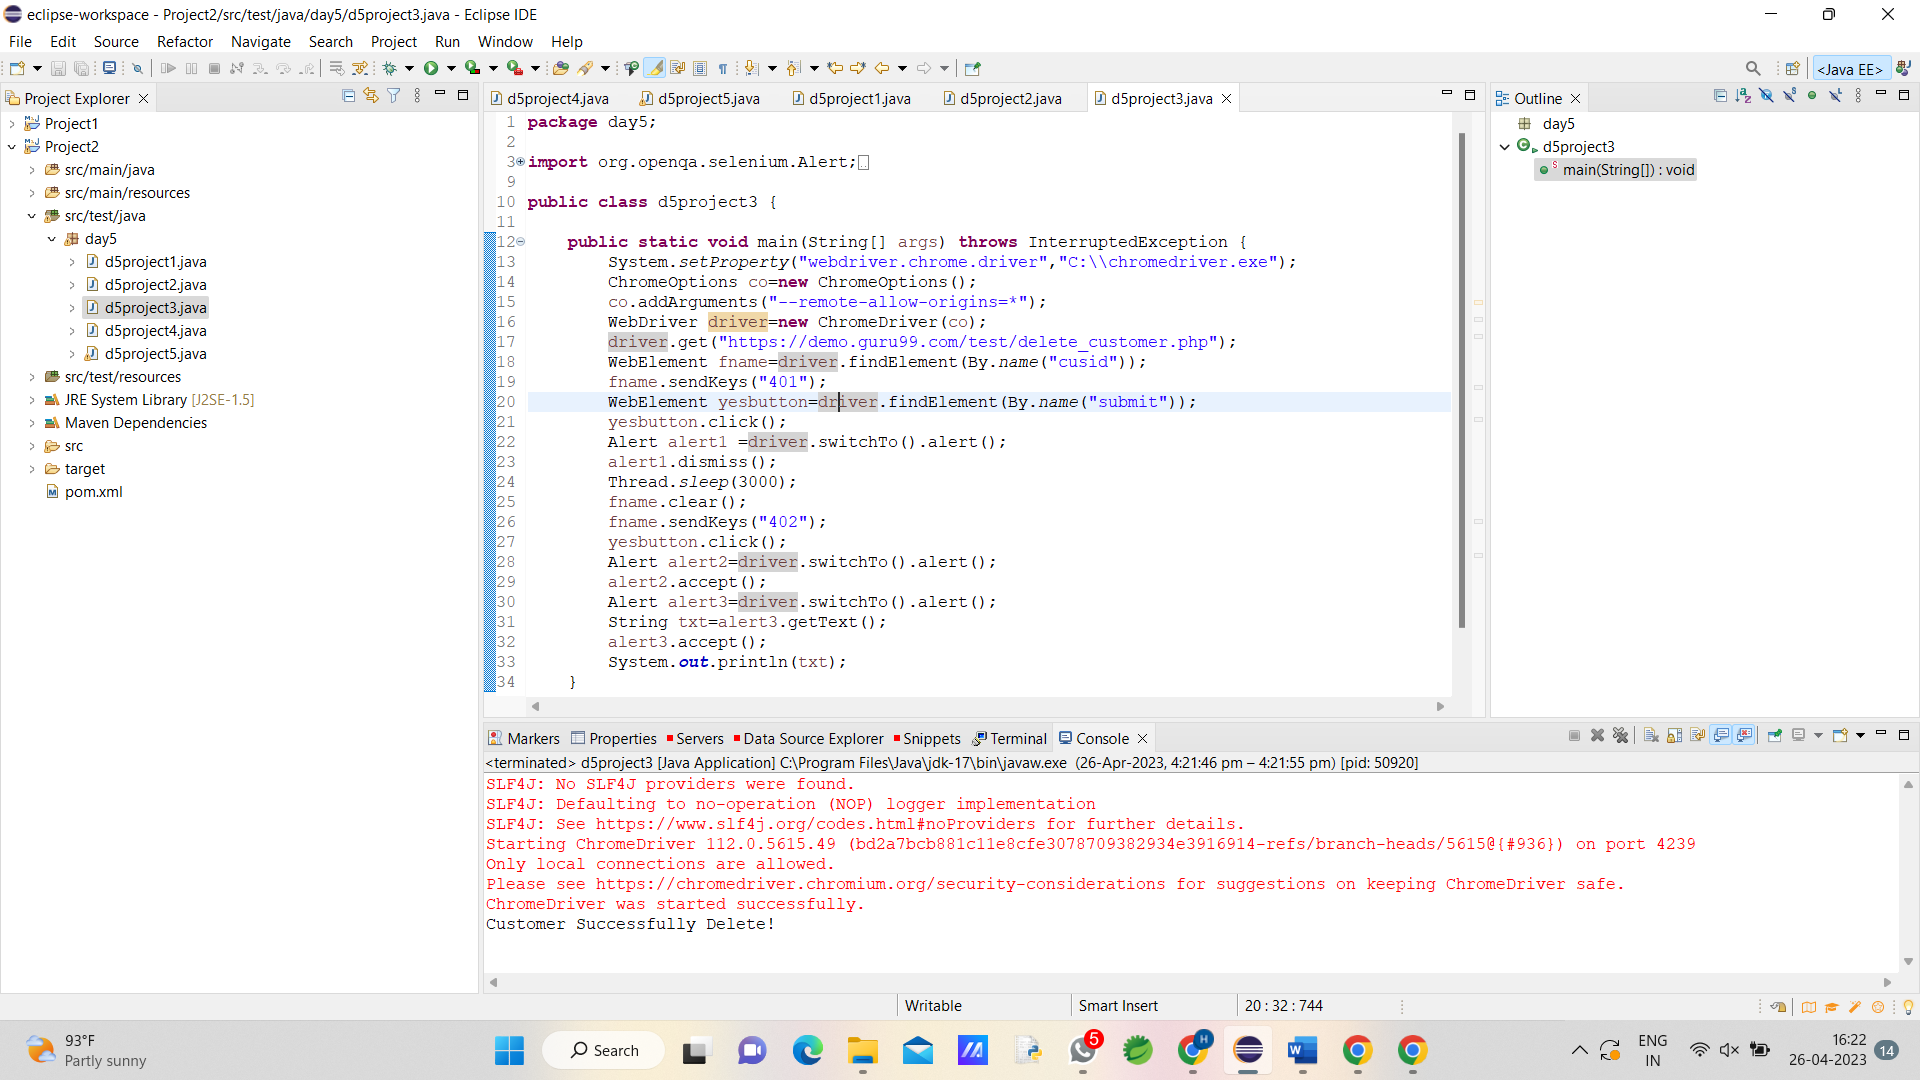 eclipse-workspace - Project2/src/test/java/day5/d5project3.java - Eclipse IDE
File Edit Source Refactor Navigate Search Project Run Window Help
<Java EE>
Project Explorer
Project1
Project2
src/main/java
src/main/resources
src/test/java
day5
d5project1.java
d5project2.java
d5project3.java
d5project4.java
d5project5.java
src/test/resources
JRE System Library [J2SE-1.5]
Maven Dependencies
src
target
pom.xml
d5project4.java d5project5.java d5project1.java d5project2.java d5project3.java
1 package day5;
2
3 import org.openqa.selenium.Alert;
9
10 public class d5project3 {
11
12 public static void main(String[] args) throws InterruptedException {
13 System.setProperty("webdriver.chrome.driver","C:\\chromedriver.exe");
14 ChromeOptions co=new ChromeOptions();
15 co.addArguments("--remote-allow-origins=*");
16 WebDriver driver=new ChromeDriver(co);
17 driver.get("https://demo.guru99.com/test/delete_customer.php");
18 WebElement fname=driver.findElement(By.name("cusid"));
19 fname.sendKeys("401");
20 WebElement yesbutton=driver.findElement(By.name("submit"));
21 yesbutton.click();
22 Alert alert1 =driver.switchTo().alert();
23 alert1.dismiss();
24 Thread.sleep(3000);
25 fname.clear();
26 fname.sendKeys("402");
27 yesbutton.click();
28 Alert alert2=driver.switchTo().alert();
29 alert2.accept();
30 Alert alert3=driver.switchTo().alert();
31 String txt=alert3.getText();
32 alert3.accept();
33 System.out.println(txt);
34 }
Outline
day5
d5project3
main(String[]) : void
Markers Properties Servers Data Source Explorer Snippets Terminal Console
<terminated> d5project3 [Java Application] C:\Program Files\Java\jdk-17\bin\javaw.exe (26-Apr-2023, 4:21:46 pm – 4:21:55 pm) [pid: 50920]
SLF4J: No SLF4J providers were found.
SLF4J: Defaulting to no-operation (NOP) logger implementation
SLF4J: See https://www.slf4j.org/codes.html#noProviders for further details.
Starting ChromeDriver 112.0.5615.49 (bd2a7bcb881c11e8cfe3078709382934e3916914-refs/branch-heads/5615@{#936}) on port 4239
Only local connections are allowed.
Please see https://chromedriver.chromium.org/security-considerations for suggestions on keeping ChromeDriver safe.
ChromeDriver was started successfully.
Customer Successfully Delete!
Writable Smart Insert 20 : 32 : 744
93°F
Partly sunny
Search
5
H
ENG
IN
16:22
26-04-2023
14